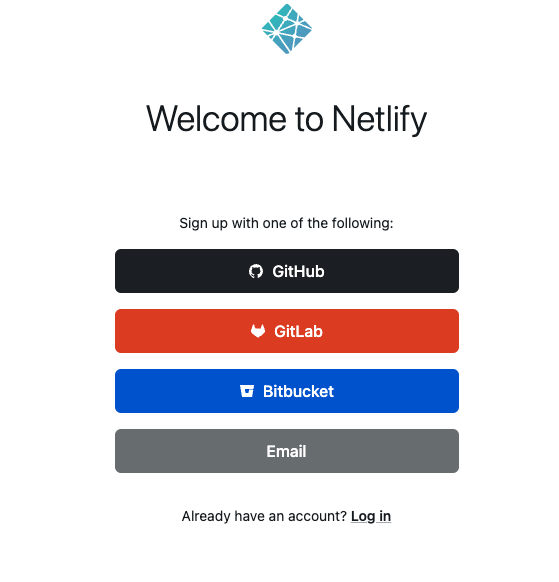 Welcome to Netlify
Sign up with one of the following:
GitHub
GitLab
Bitbucket
Email
Already have an account? Log in